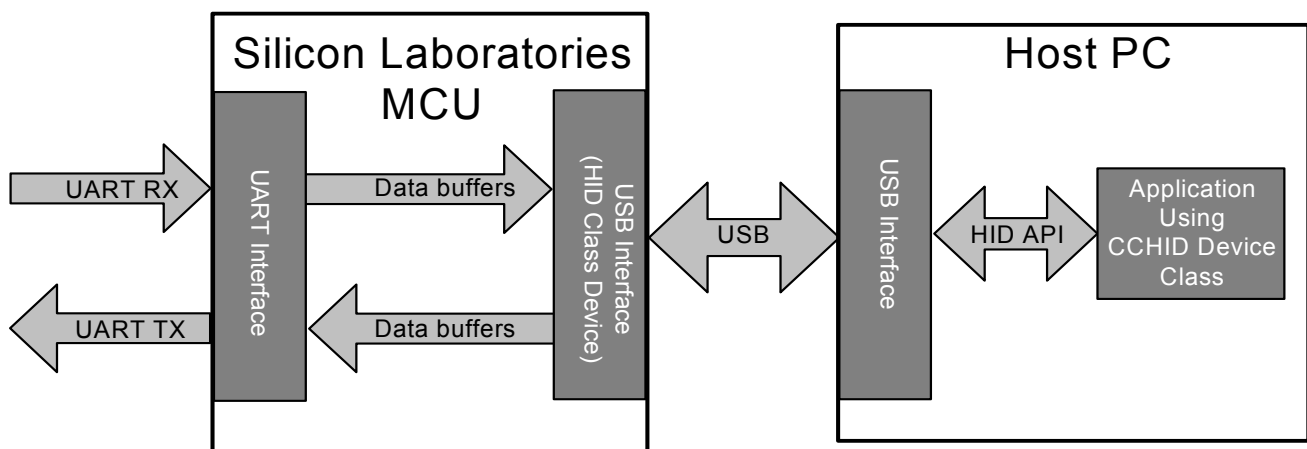 Silicon Laboratories
MCU
Host PC
UART RX
UART TX
UART Interface
Data buffers
Data buffers
USB Interface
(HID Class Device)
USB
USB Interface
HID API
Application
Using
CCHID Device
Class